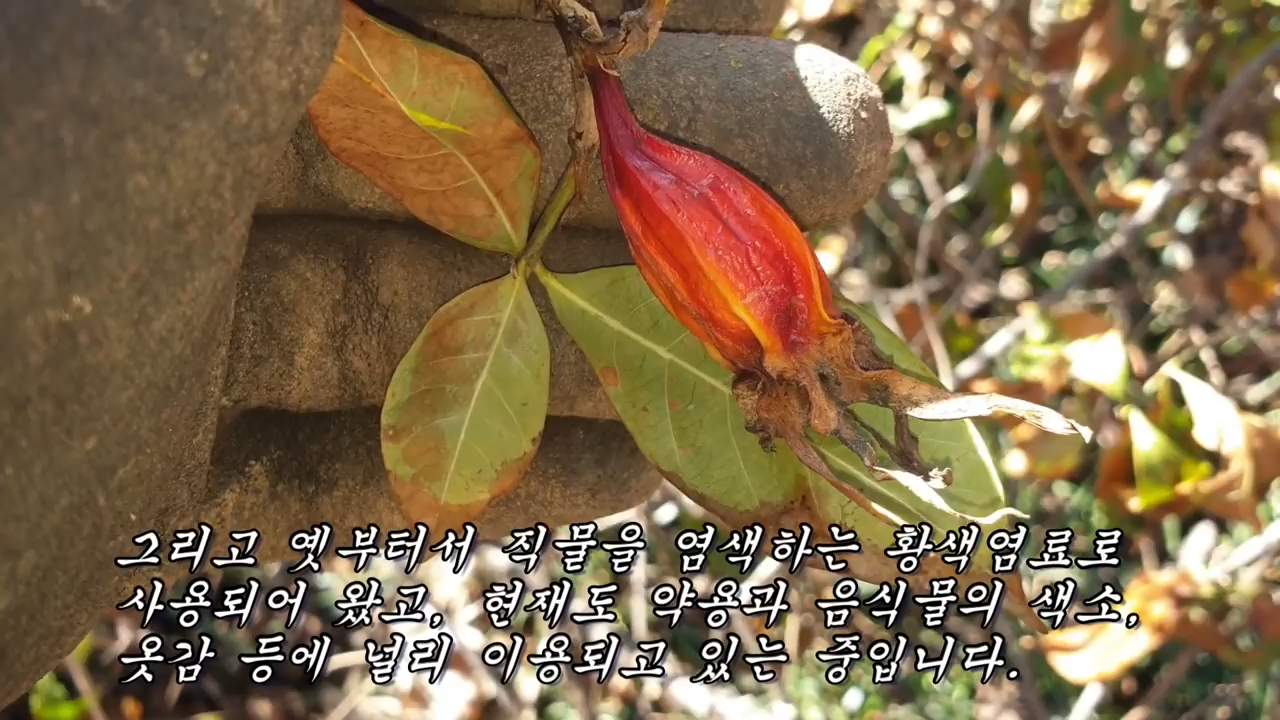 그리고 옛부터서 직물을 염색하는 황색염료로
사용되어 왔고, 현재도 약용과 음식물의 색소,
옷감 등에 널리 이용되고 있는 중입니다.